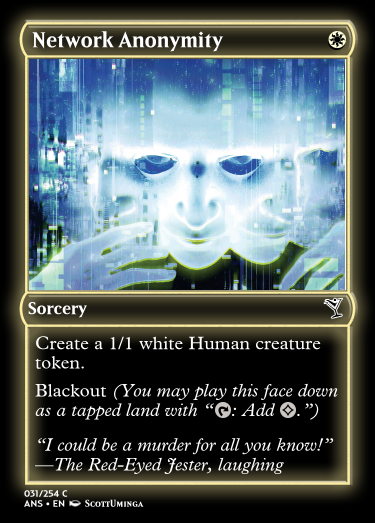 Network Anonymity
Sorcery
Create a 1/1 white Human creature
token.
Blackout (You may play this face down
as a tapped land with “: Add .”)
“I could be a murder for all you know!”
—The Red-Eyed Jester, laughing
031/254 C
ANS • EN ScottUminga